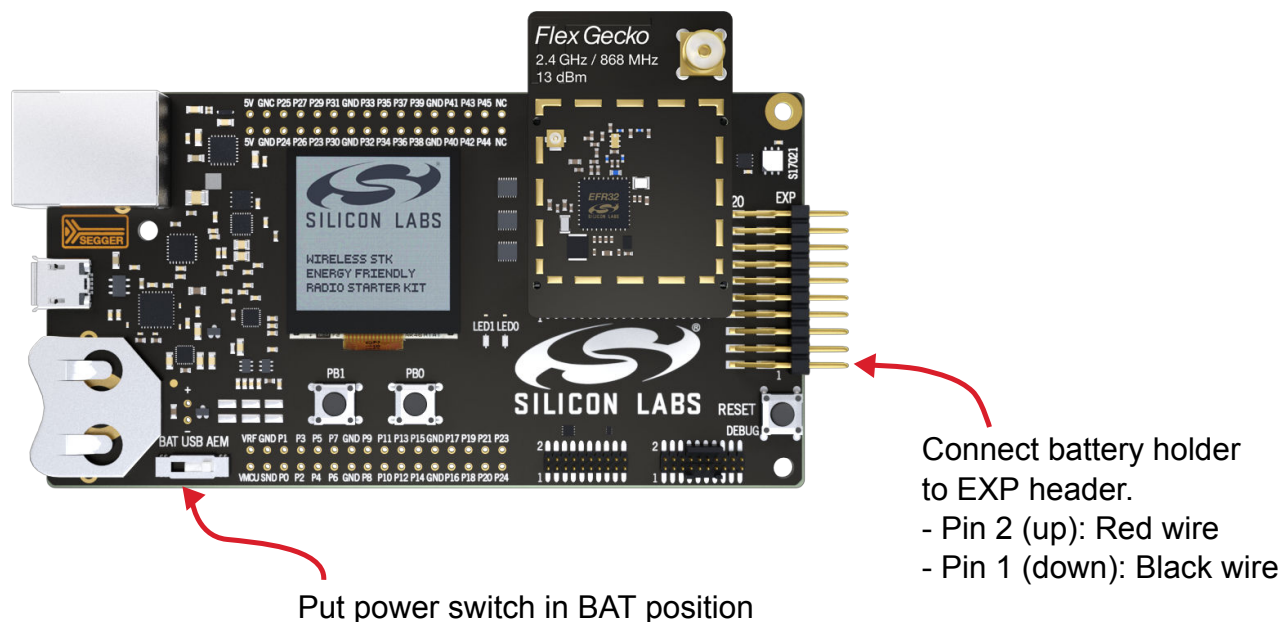 Flex Gecko
2.4 GHz / 868 MHz
13 dBm
5V GNC P25 P27 P29 P31 GND P33 P35 P37 P39 GND P41 P43 P45 NC
5V GND P24 P26 P23 P30 GND P32 P34 P36 P38 GND P40 P42 P44 NC
S17021
SILICON LABS
WIRELESS STK
ENERGY FRIENDLY
RADIO STARTER KIT
EFR32
SILICON LABS
20
EXP
SEGGER
1
LED1 LED0
PB1
PB0
®
SILICON LABS
1
RESET
DEBUG
+
-
BAT USB AEM
VRF GND P1 P3 P5 P7 GND P9 P11 P13 P15 GND P17 P19 P21 P23
VMCU SND P0 P2 P4 P6 GND P8 P10 P12 P14 GND P16 P18 P20 P24
2
1
2
1
Connect battery holder
to EXP header.
- Pin 2 (up): Red wire
- Pin 1 (down): Black wire
Put power switch in BAT position